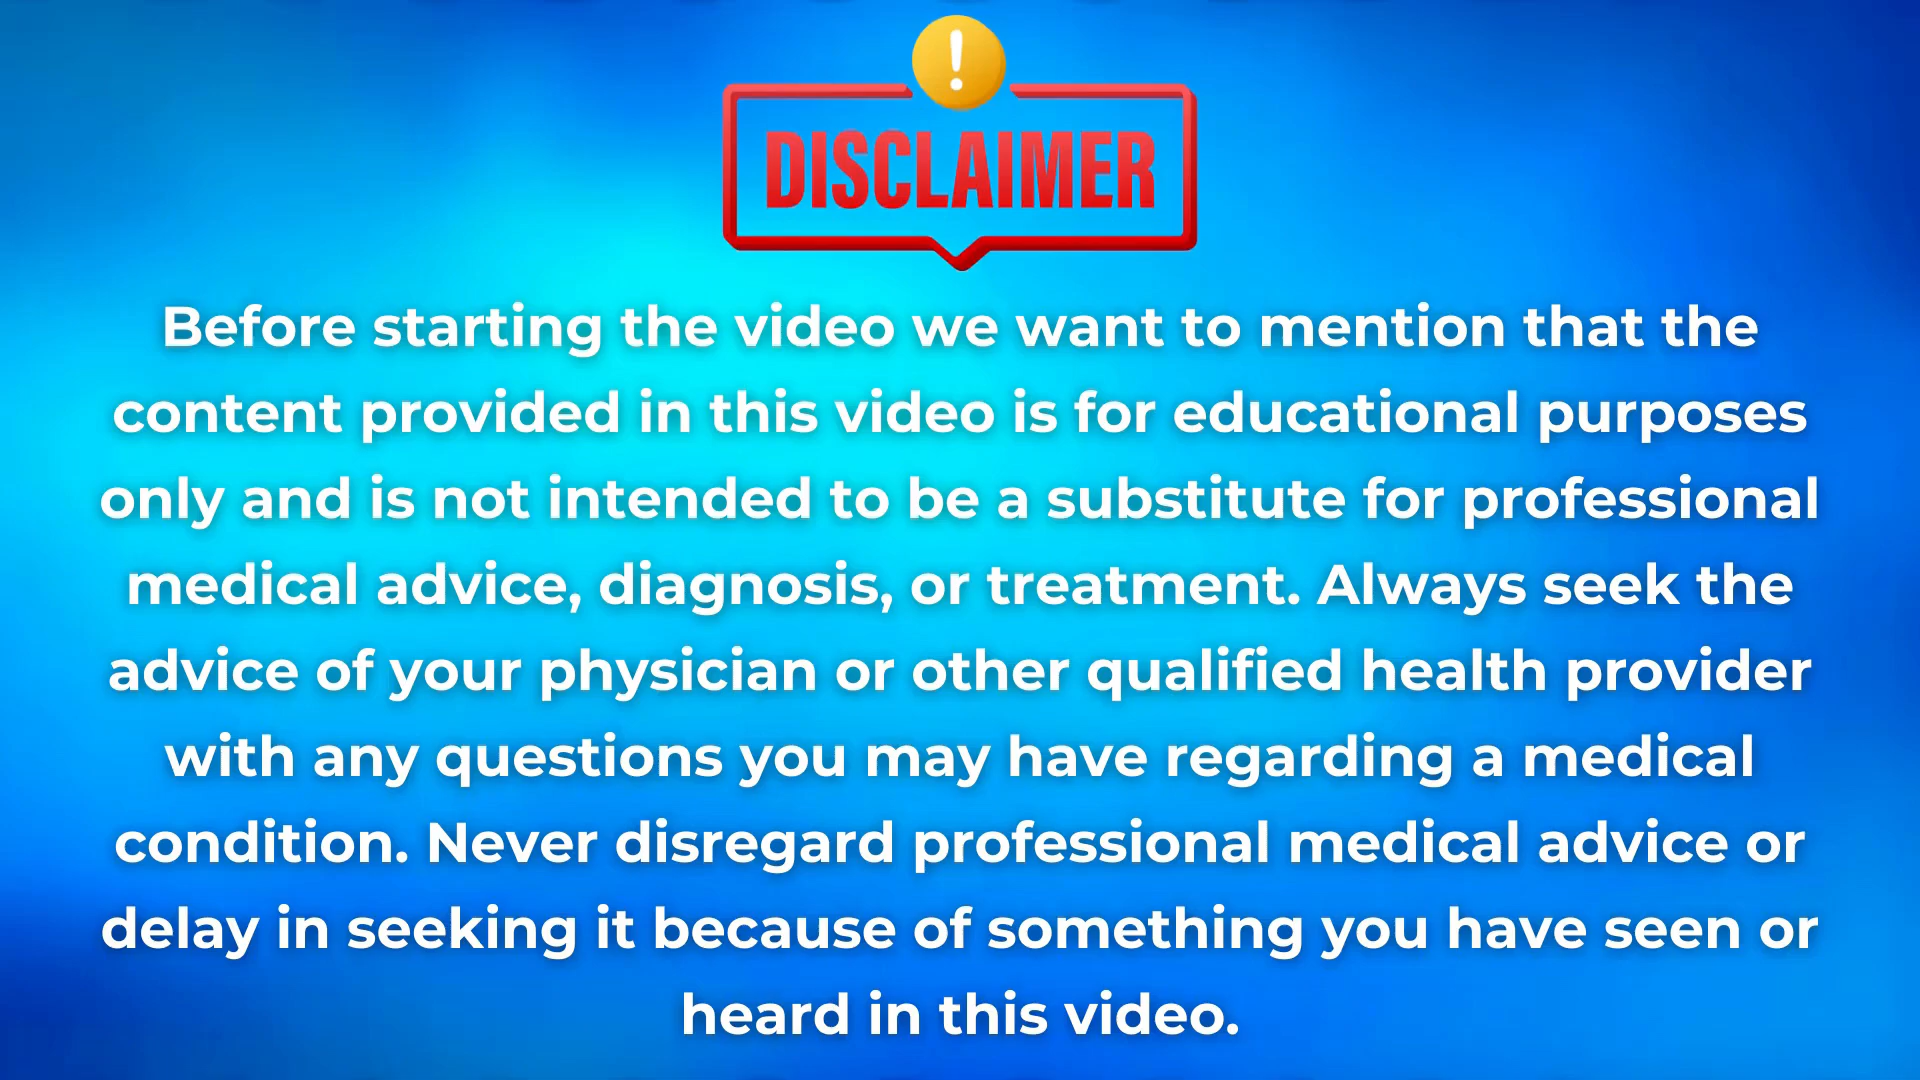 !
DISCLAIMER
Before starting the video we want to mention that the
content provided in this video is for educational purposes
only and is not intended to be a substitute for professional
medical advice, diagnosis, or treatment. Always seek the
advice of your physician or other qualified health provider
with any questions you may have regarding a medical
condition. Never disregard professional medical advice or
delay in seeking it because of something you have seen or
heard in this video.